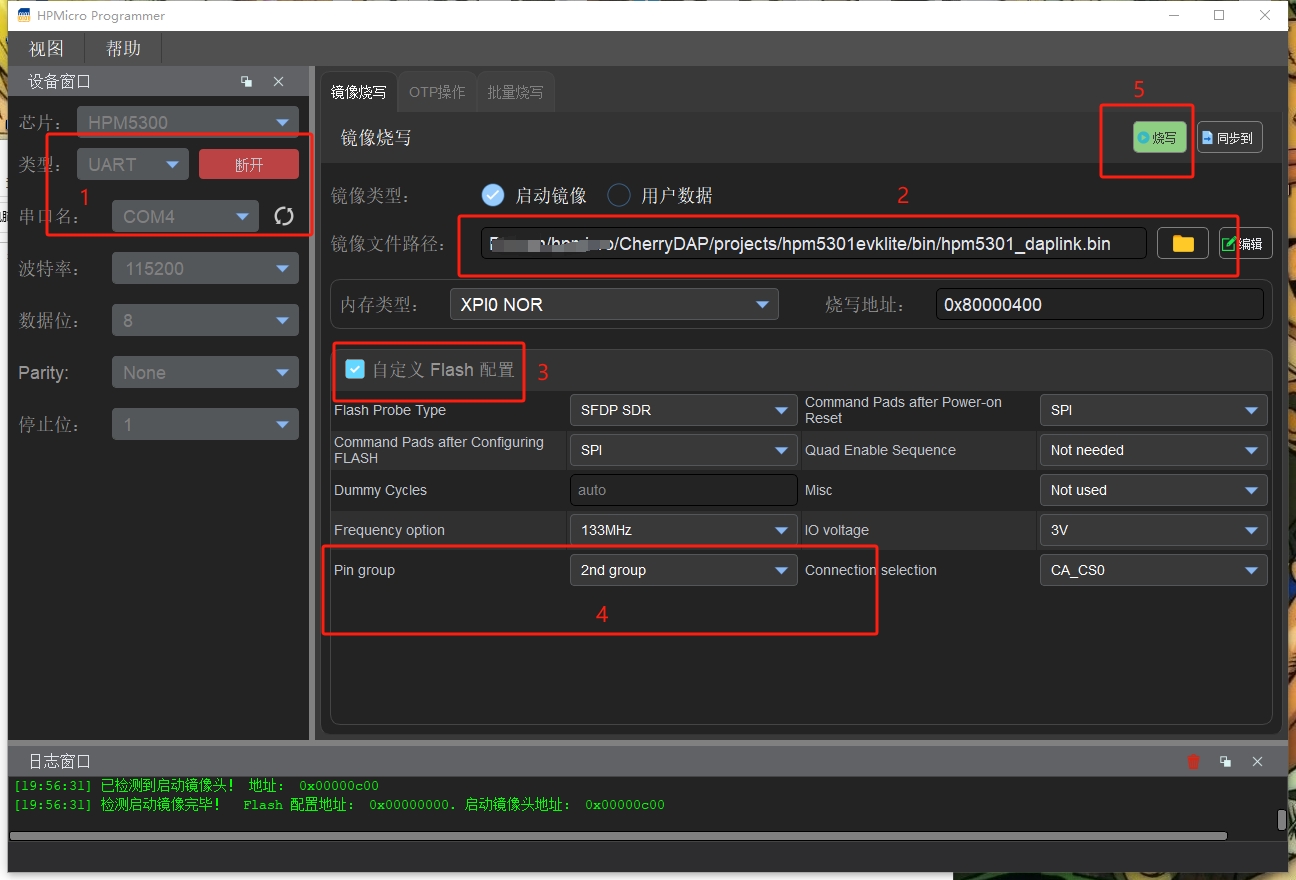 HPMicro Programmer
视图 帮助
设备窗口
芯片： HPM5300
类型： UART 断开
1
串口名： COM4
波特率： 115200
数据位： 8
Parity: None
停止位： 1
镜像烧写 OTP操作 批量烧写
5
镜像烧写 烧写 同步到
镜像类型： 启动镜像 用户数据 2
镜像文件路径： /CherryDAP/projects/hpm5301evklite/bin/hpm5301_daplink.bin 编辑
内存类型： XPI0 NOR 烧写地址： 0x80000400
自定义 Flash 配置 3
Flash Probe Type SFDP SDR Command Pads after Power-on Reset SPI
Command Pads after Configuring FLASH SPI Quad Enable Sequence Not needed
Dummy Cycles auto Misc Not used
Frequency option 133MHz IO voltage 3V
Pin group 2nd group Connection selection CA_CS0
4
日志窗口
[19:56:31] 已检测到启动镜像头！ 地址： 0x00000c00
[19:56:31] 检测启动镜像完毕！ Flash 配置地址： 0x00000000. 启动镜像头地址： 0x00000c00